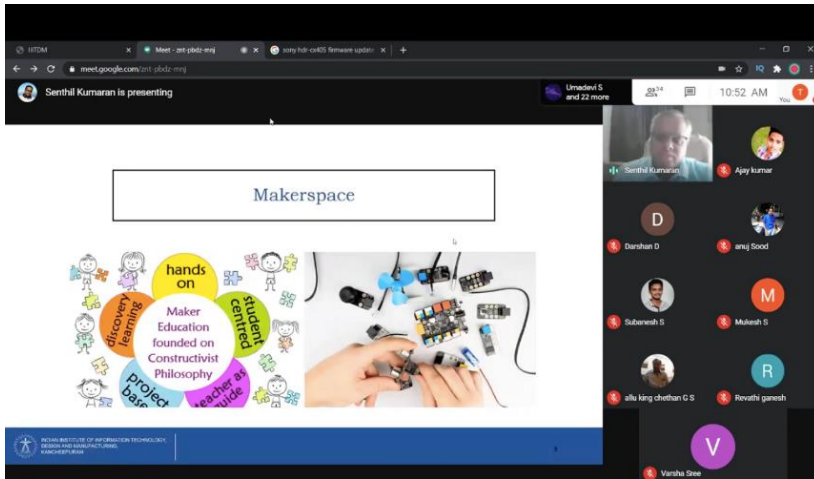 IIITDM
Meet - znt-pbdz-mnj
sony hdr-cx405 firmware update
meet.google.com/znt-pbdz-mnj
Senthil Kumaran is presenting
Umadevi S
and 22 more
34
10:52 AM
You
T
Makerspace
hands
on
student
centred
discovery
learning
Maker
Education
founded on
Constructivist
Philosophy
project
base
teacher as
guide
INDIAN INSTITUTE OF INFORMATION TECHNOLOGY,
DESIGN AND MANUFACTURING,
KANCHEEPURAM
Senthil Kumaran
Ajay kumar
D
Darshan D
anuj Sood
Subanesh S
M
Mukesh S
allu king chethan G S
R
Revathi ganesh
V
Varsha Sree